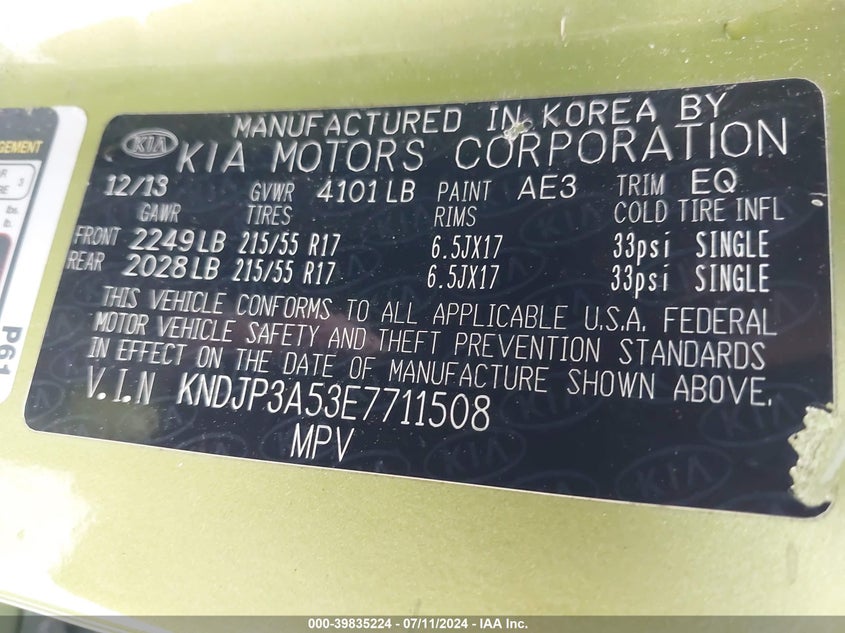 MANUFACTURED IN KOREA BY
KIA KIA MOTORS CORPORATION
12/13 GVWR 4101 LB PAINT AE3 TRIM EQ
GAWR TIRES RIMS COLD TIRE INFL
FRONT 2249 LB 215/55 R17 6.5JX17 33psi SINGLE
REAR 2028 LB 215/55 R17 6.5JX17 33psi SINGLE
THIS VEHICLE CONFORMS TO ALL APPLICABLE U.S.A. FEDERAL
MOTOR VEHICLE SAFETY AND THEFT PREVENTION STANDARDS
IN EFFECT ON THE DATE OF MANUFACTURE SHOWN ABOVE.
V.I.N KNDJP3A53E7711508
MPV
P61
000-39835224 - 07/11/2024 - IAA Inc.